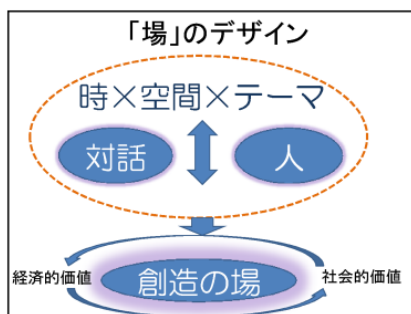 「場」のデザイン
時×空間×テーマ
対話
人
経済的価値
創造の場
社会的価値